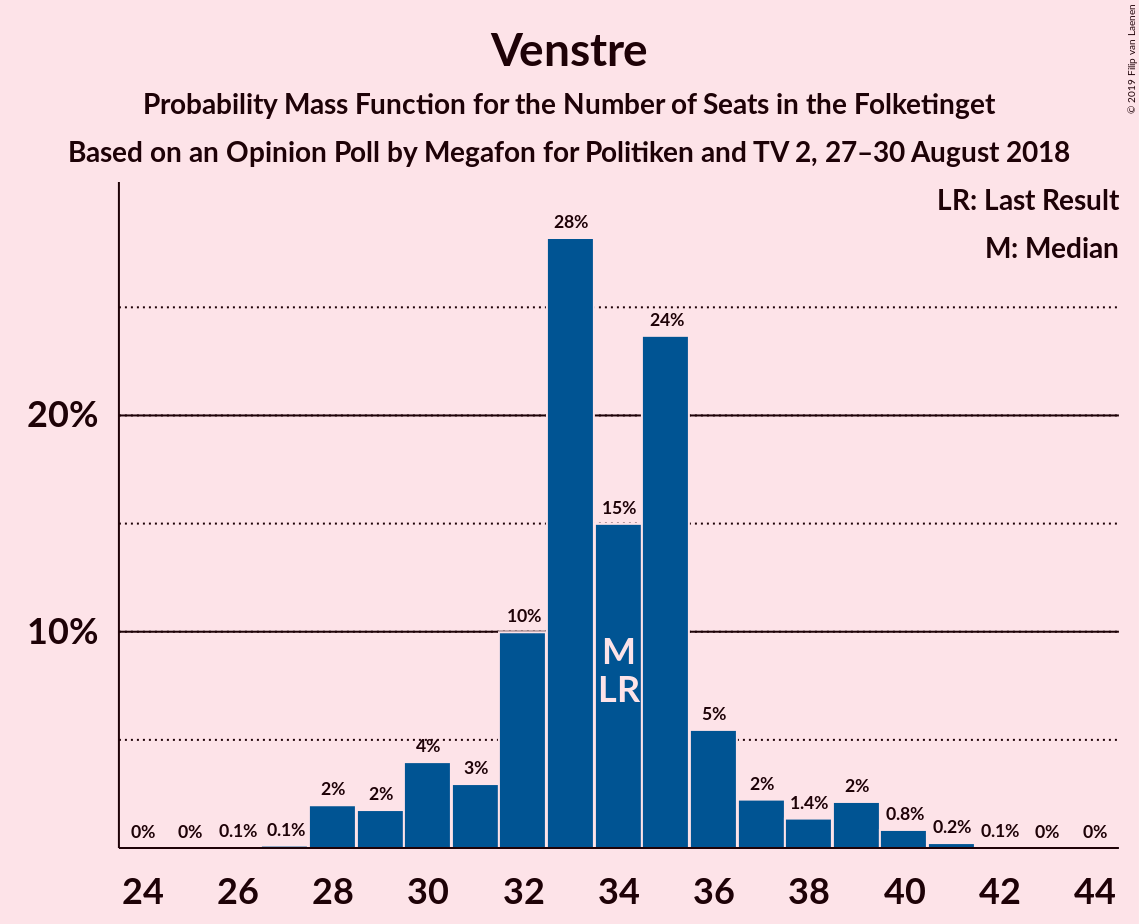 Venstre
Probability Mass Function for the Number of Seats in the Folketinget
Based on an Opinion Poll by Megafon for Politiken and TV 2, 27–30 August 2018
© 2019 Filip van Laenen
LR: Last Result
M: Median
28%
24%
20%
15%
10%
10%
M
LR
5%
4%
3%
2%
2%
2%
1.4%
2%
0.8%
0%
0%
0.1%
0.1%
0.2%
0.1%
0%
0%
24 26 28 30 32 34 36 38 40 42 44